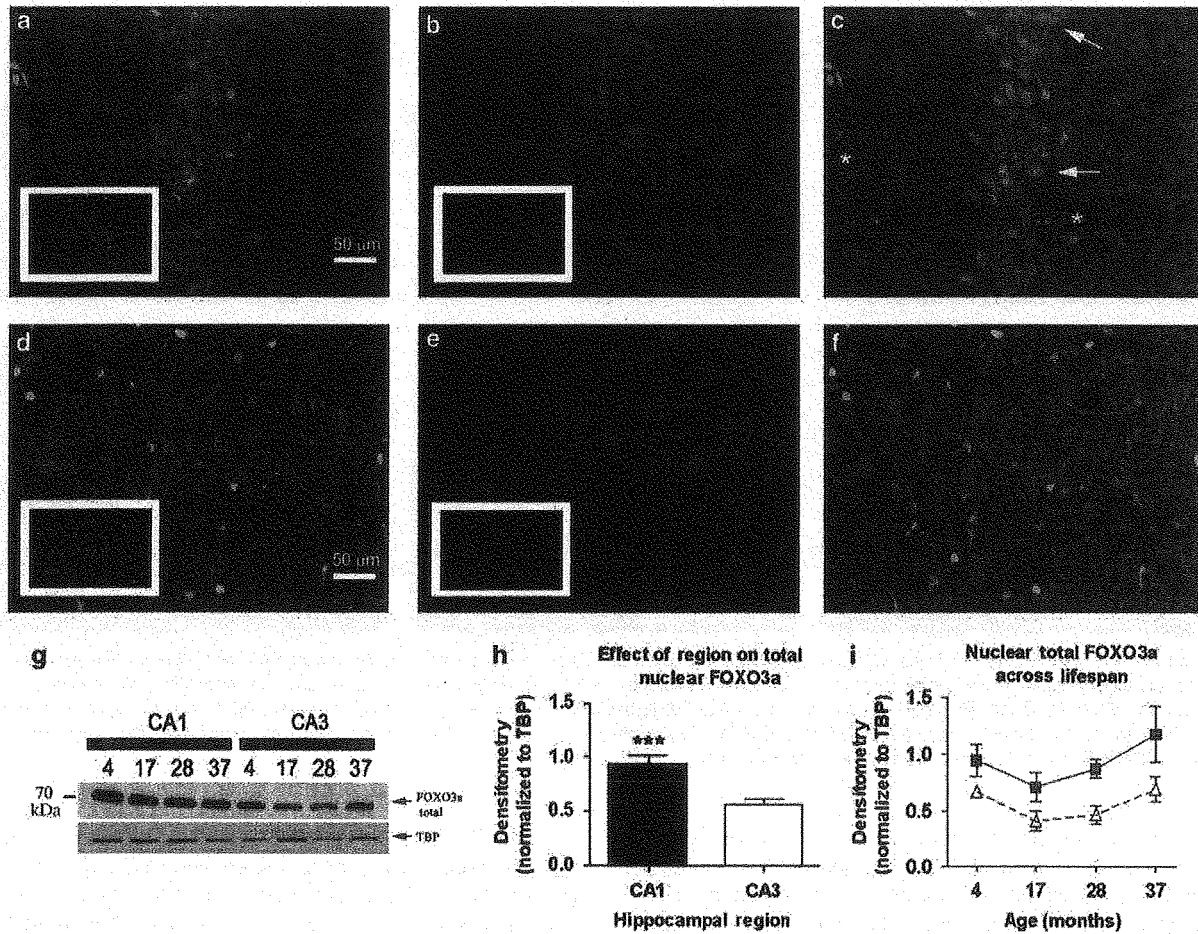 a
b
c
*
*
50 µm
d
e
f
50 µm
g
CA1 CA3
4 17 28 37 4 17 28 37
70
kDa
FOXO3a
total
TBP
h
Effect of region on total
nuclear FOXO3a
Densitometry
(normalized to TBP)
1.5
1.0
0.5
0.0
***
CA1 CA3
Hippocampal region
i
Nuclear total FOXO3a
across lifespan
Densitometry
(normalized to TBP)
1.5
1.0
0.5
0.0
4 17 28 37
Age (months)